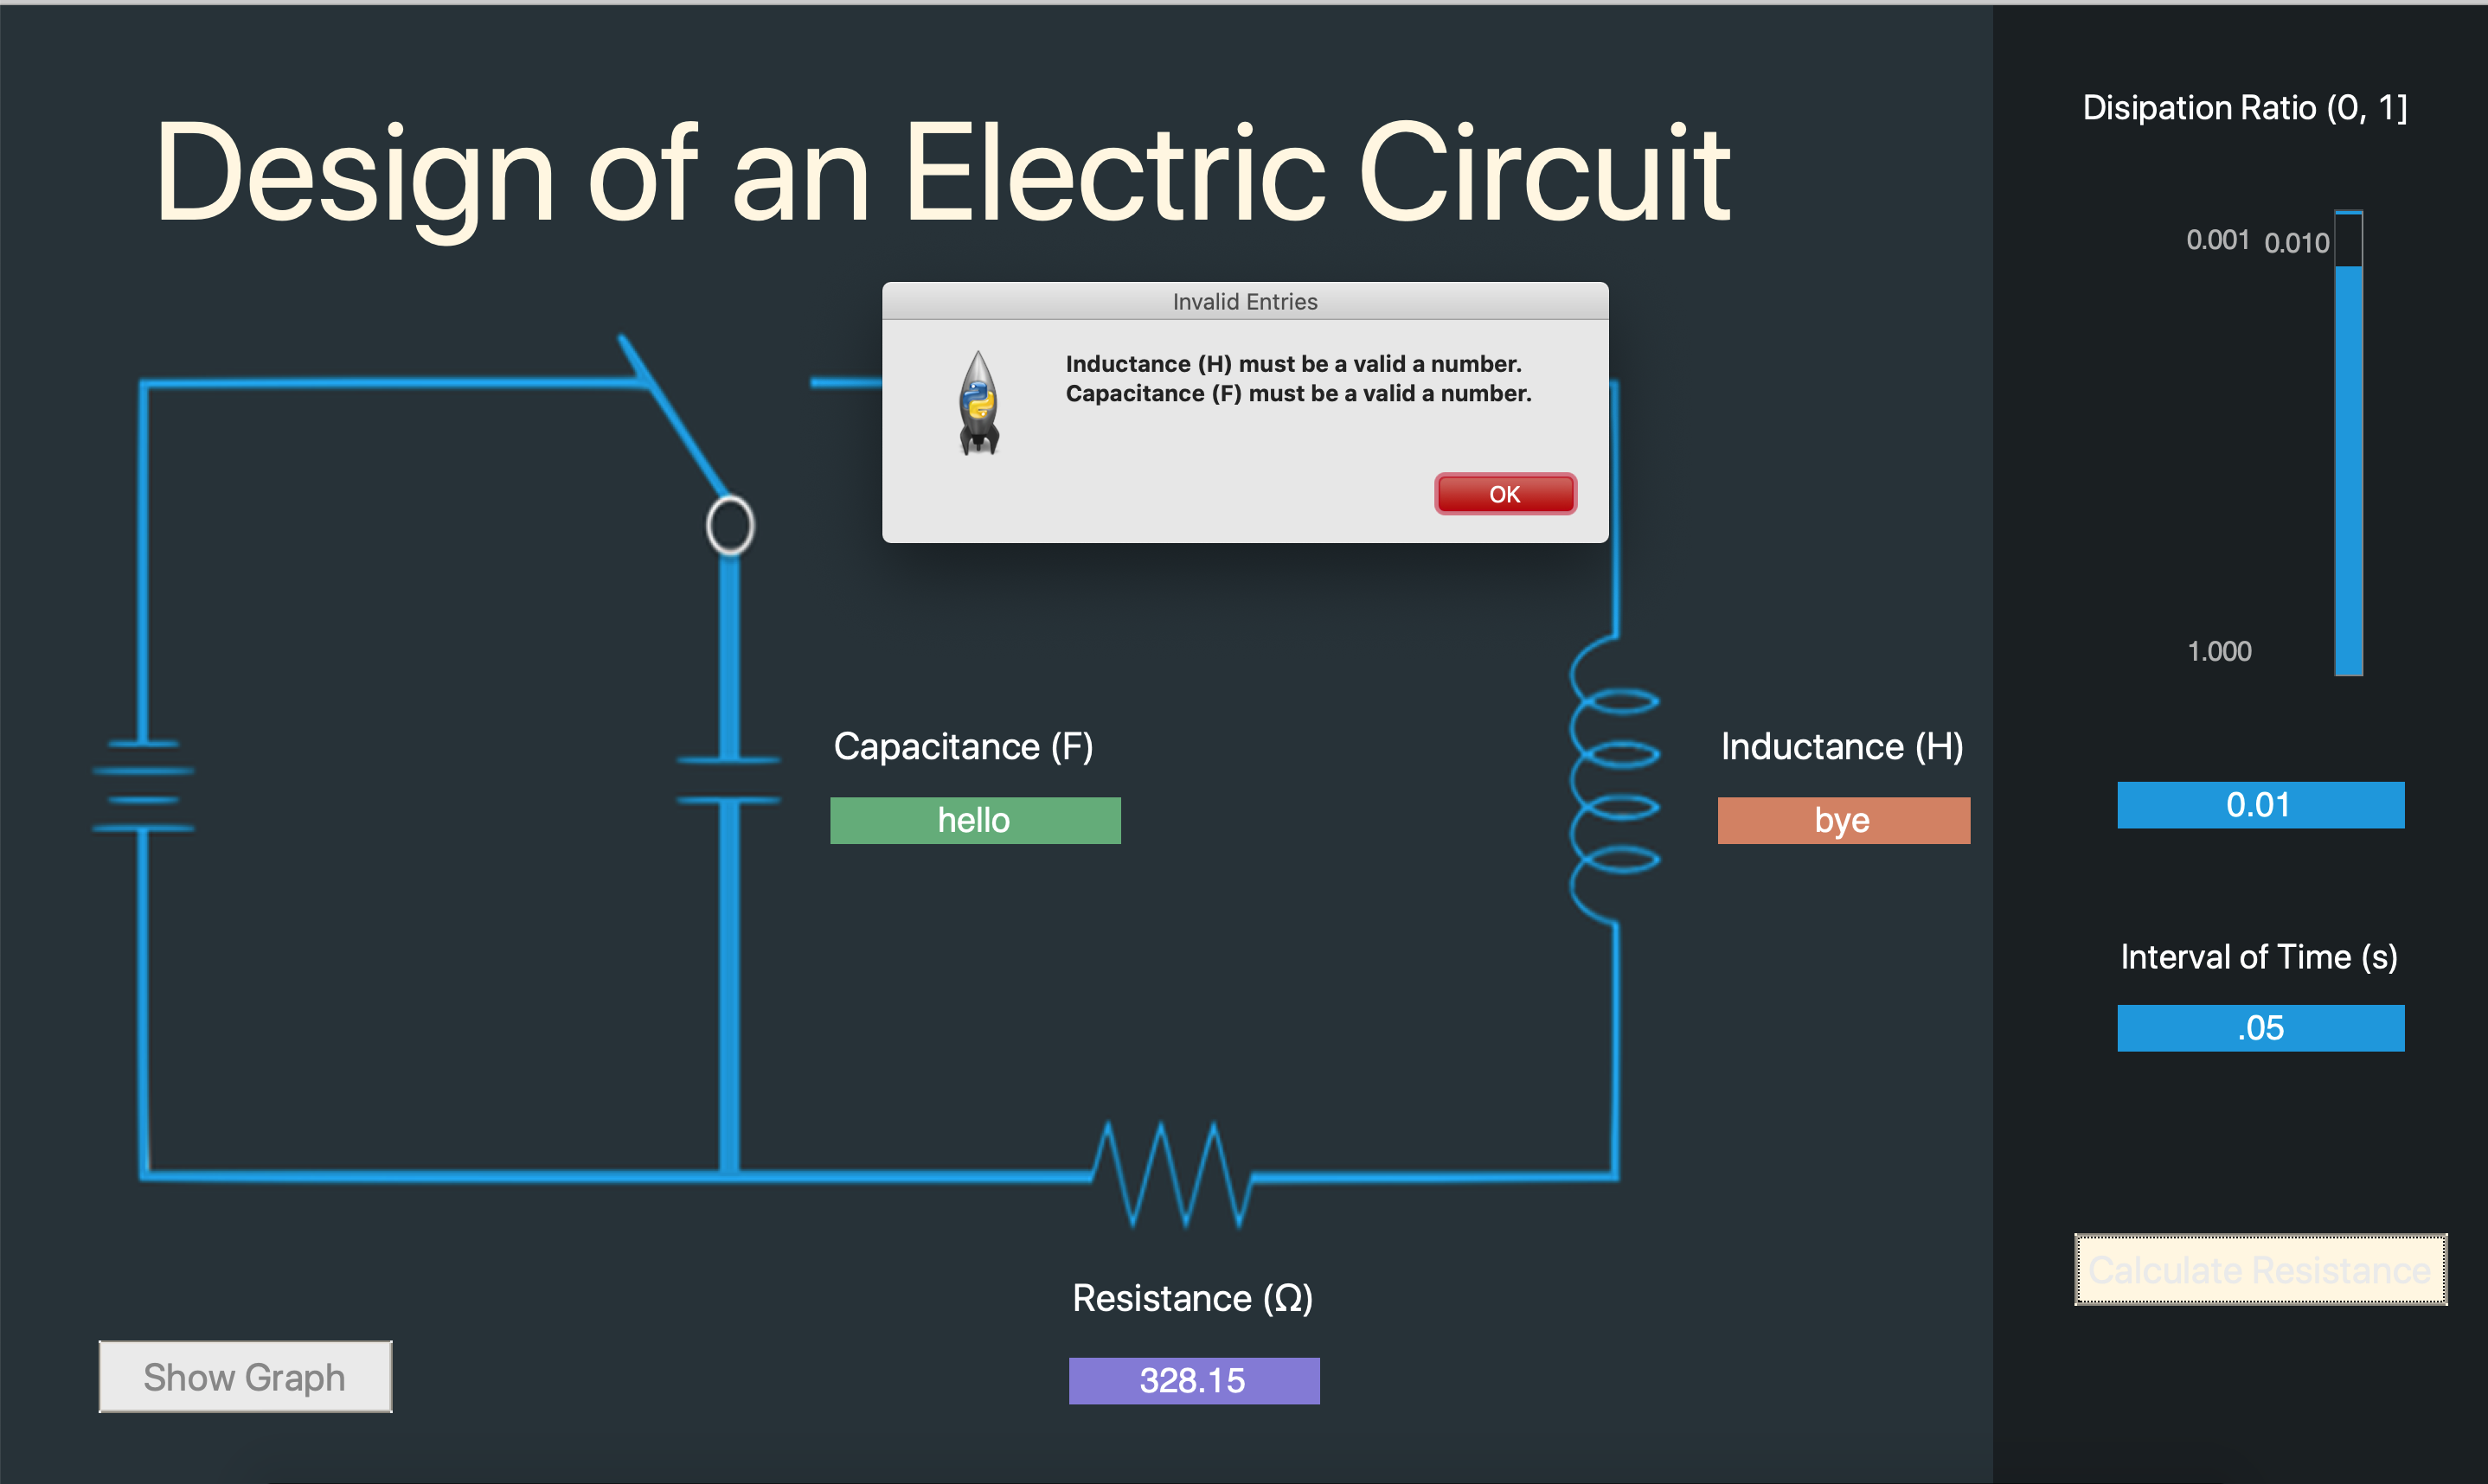 Design of an Electric Circuit
Disipation Ratio (0, 1]
0.001 0.010
1.000
Invalid Entries
Inductance (H) must be a valid a number.
Capacitance (F) must be a valid a number.
OK
Capacitance (F)
hello
Inductance (H)
bye
0.01
Interval of Time (s)
.05
Calculate Resistance
Resistance (Ω)
328.15
Show Graph